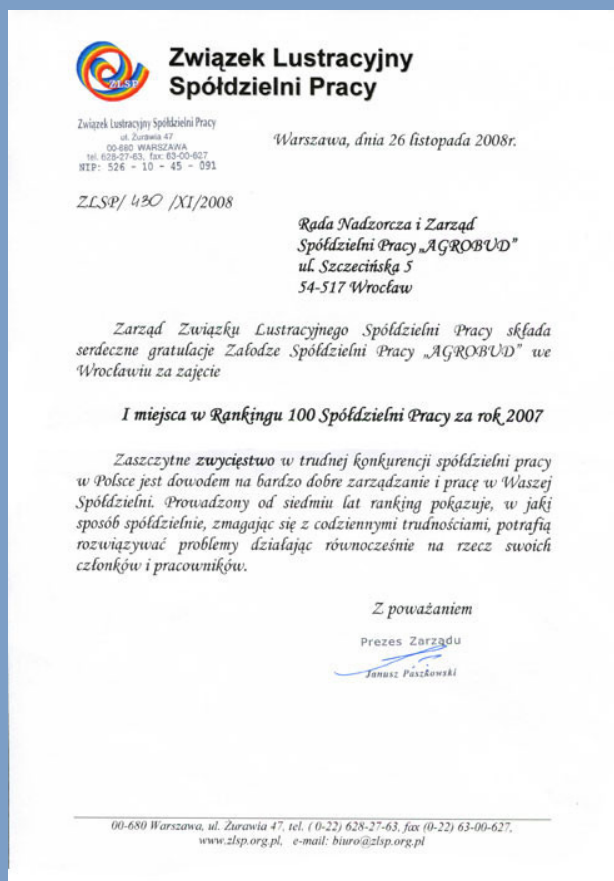 ZLSP
Związek Lustracyjny
Spółdzielni Pracy
Związek Lustracyjny Spółdzielni Pracy
ul. Żurawia 47
00-680 WARSZAWA
tel. 628-27-63, fax: 63-00-627
NIP: 526 - 10 - 45 - 091
Warszawa, dnia 26 listopada 2008r.
ZLSP/ 430 /XI/2008
Rada Nadzorcza i Zarząd
Spółdzielni Pracy „AGROBUD”
ul. Szczecińska 5
54-517 Wrocław
Zarząd Związku Lustracyjnego Spółdzielni Pracy składa
serdeczne gratulacje Załodze Spółdzielni Pracy „AGROBUD” we
Wrocławiu za zajęcie
I miejsca w Rankingu 100 Spółdzielni Pracy za rok 2007
Zaszczytne zwycięstwo w trudnej konkurencji spółdzielni pracy
w Polsce jest dowodem na bardzo dobre zarządzanie i pracę w Waszej
Spółdzielni. Prowadzony od siedmiu lat ranking pokazuje, w jaki
sposób spółdzielnie, zmagając się z codziennymi trudnościami, potrafią
rozwiązywać problemy działając równocześnie na rzecz swoich
członków i pracowników.
Z poważaniem
Prezes Zarządu
Janusz Paszkowski
00-680 Warszawa, ul. Żurawia 47, tel. ( 0-22) 628-27-63, fax (0-22) 63-00-627,
www.zlsp.org.pl, e-mail: biuro@zlsp.org.pl